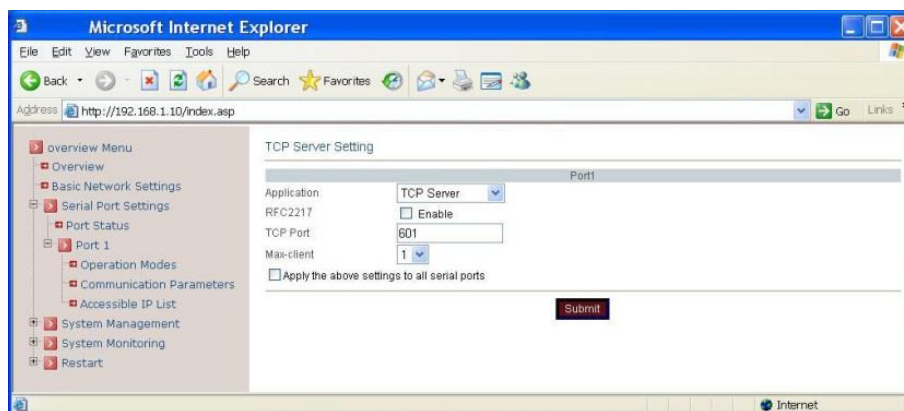 Microsoft Internet Explorer
File Edit View Favorites Tools Help
Back Search Favorites
Address http://192.168.1.10/index.asp Go Links
overview Menu
Overview
Basic Network Settings
Serial Port Settings
Port Status
Port 1
Operation Modes
Communication Parameters
Accessible IP List
System Management
System Monitoring
Restart
TCP Server Setting
Port1
Application TCP Server
RFC2217 Enable
TCP Port 601
Max-client 1
Apply the above settings to all serial ports
Submit
Internet